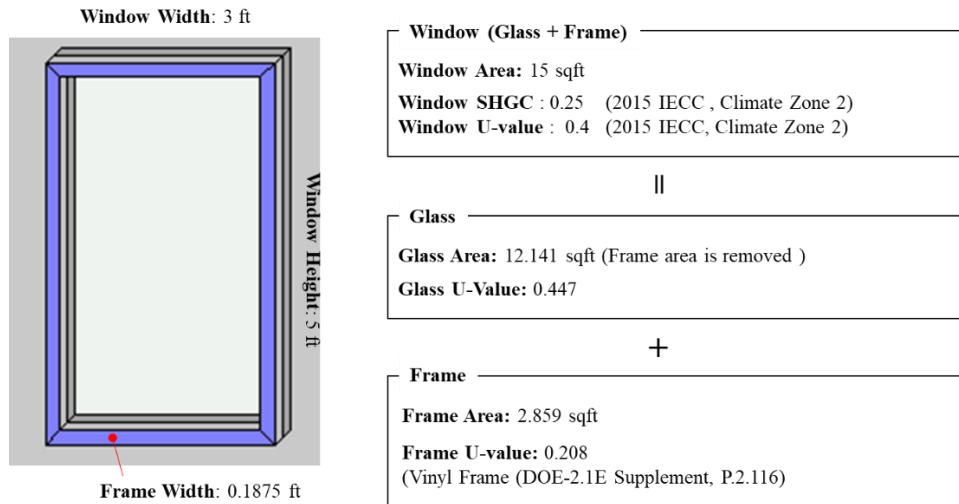 Window Width: 3 ft
Window Height: 5 ft
Frame Width: 0.1875 ft
Window (Glass + Frame)
Window Area: 15 sqft
Window SHGC : 0.25 (2015 IECC , Climate Zone 2)
Window U-value : 0.4 (2015 IECC, Climate Zone 2)
=
Glass
Glass Area: 12.141 sqft (Frame area is removed )
Glass U-Value: 0.447
+
Frame
Frame Area: 2.859 sqft
Frame U-value: 0.208
(Vinyl Frame (DOE-2.1E Supplement, P.2.116)